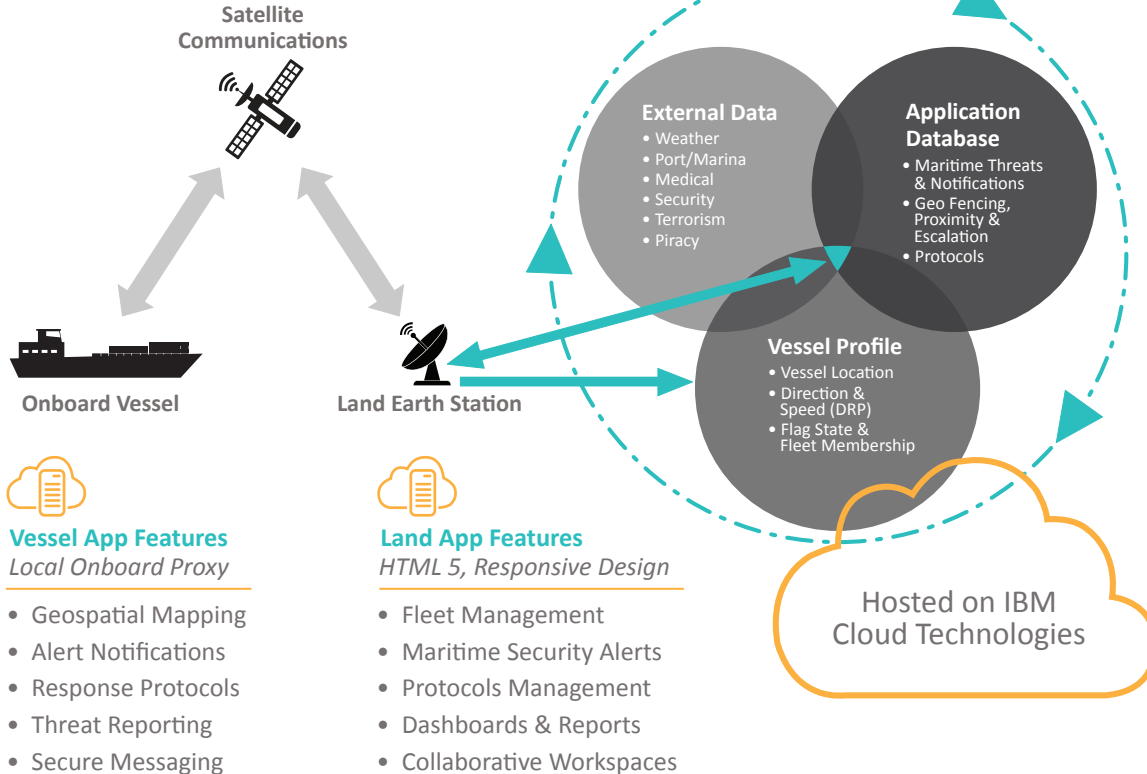 Satellite
Communications
External Data
• Weather
• Port/Marina
• Medical
• Security
• Terrorism
• Piracy
Application
Database
• Maritime Threats
& Notifications
• Geo Fencing,
Proximity &
Escalation
• Protocols
Vessel Profile
• Vessel Location
• Direction &
Speed (DRP)
• Flag State &
Fleet Membership
Onboard Vessel
Land Earth Station
Vessel App Features
Local Onboard Proxy
• Geospatial Mapping
• Alert Notifications
• Response Protocols
• Threat Reporting
• Secure Messaging
Land App Features
HTML 5, Responsive Design
• Fleet Management
• Maritime Security Alerts
• Protocols Management
• Dashboards & Reports
• Collaborative Workspaces
Hosted on IBM
Cloud Technologies